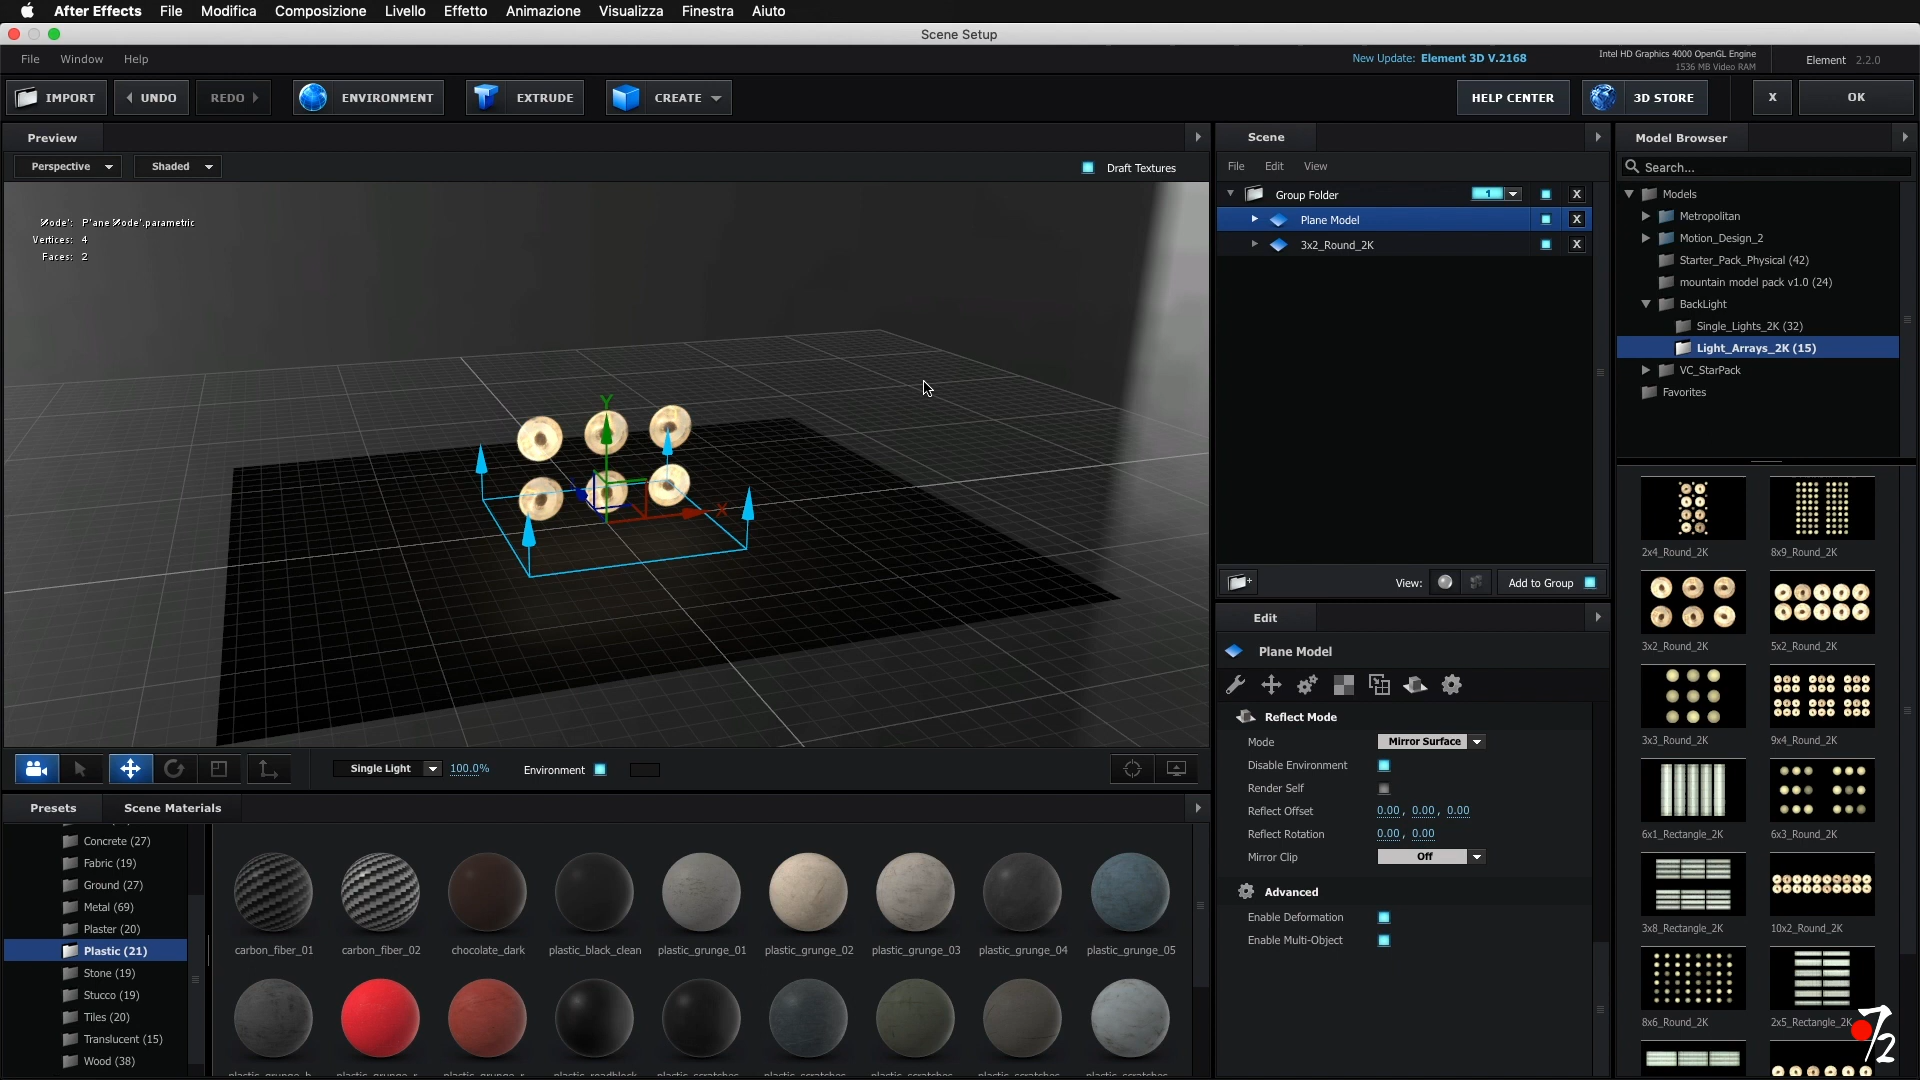 After Effects File Modifica Composizione Livello Effetto Animazione Visualizza Finestra Aiuto
Scene Setup
File Window Help
New Update: Element 3D V.2168
Intel HD Graphics 4000 OpenGL Engine
1536 MB Video RAM
Element 2.2.0
IMPORT UNDO REDO ENVIRONMENT EXTRUDE CREATE HELP CENTER 3D STORE X OK
Preview
Perspective Shaded Draft Textures
Vertices: 4
Faces: 2
Y
X
Single Light 100.0% Environment
Scene
File Edit View
Group Folder 1 X
Plane Model X
3x2_Round_2K X
View: Add to Group
Edit
Plane Model
Reflect Mode
Mode Mirror Surface
Disable Environment
Render Self
Reflect Offset 0.00, 0.00, 0.00
Reflect Rotation 0.00, 0.00
Mirror Clip Off
Advanced
Enable Deformation
Enable Multi-Object
Model Browser
Search...
Models
Metropolitan
Motion_Design_2
Starter_Pack_Physical (42)
mountain model pack v1.0 (24)
BackLight
Single_Lights_2K (32)
Light_Arrays_2K (15)
VC_StarPack
Favorites
2x4_Round_2K 8x9_Round_2K
3x2_Round_2K 5x2_Round_2K
3x3_Round_2K 9x4_Round_2K
6x1_Rectangle_2K 6x3_Round_2K
3x8_Rectangle_2K 10x2_Round_2K
8x6_Round_2K 2x5_Rectangle_2K
Presets Scene Materials
Concrete (27)
Fabric (19)
Ground (27)
Metal (69)
Plaster (20)
Plastic (21)
Stone (19)
Stucco (19)
Tiles (20)
Translucent (15)
Wood (38)
carbon_fiber_01 carbon_fiber_02 chocolate_dark plastic_black_clean plastic_grunge_01 plastic_grunge_02 plastic_grunge_03 plastic_grunge_04 plastic_grunge_05